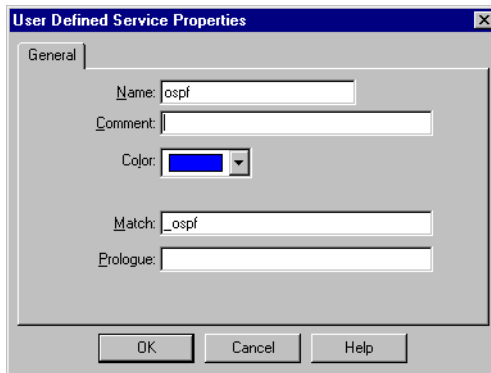 User Defined Service Properties
General
Name: ospf
Comment:
Color:
Match: _ospf
Prologue:
OK Cancel Help